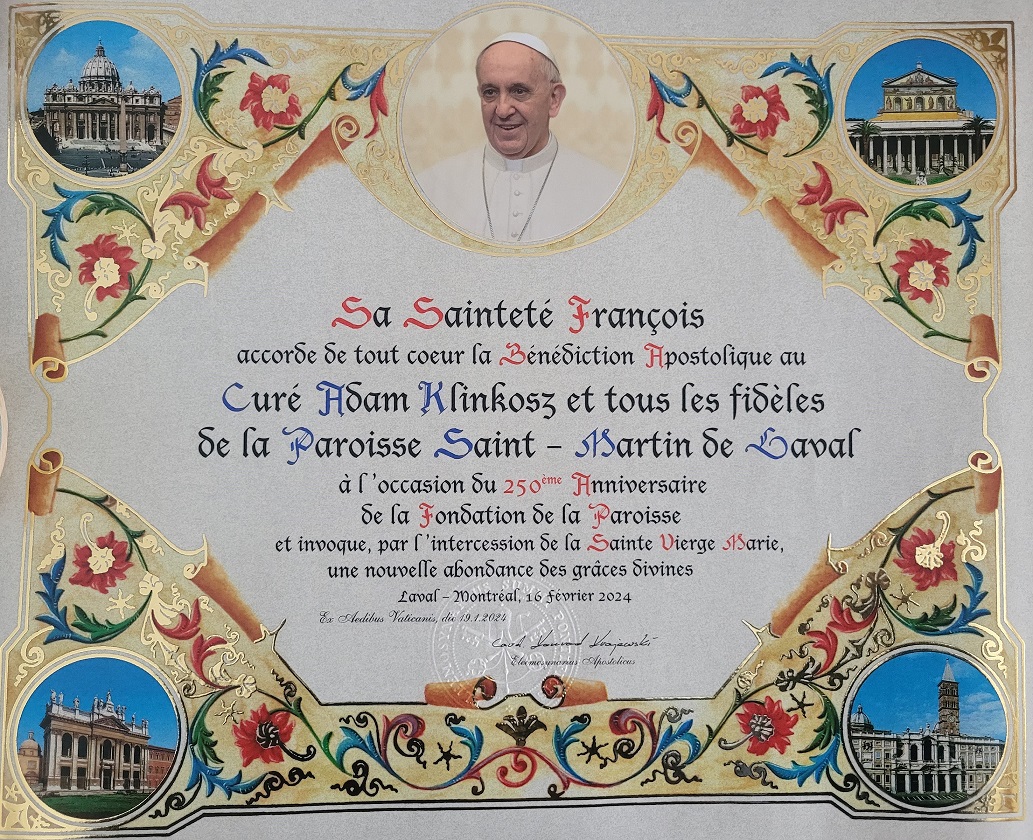 Sa Sainteté François
accorde de tout coeur la Bénédiction Apostolique au
Curé Adam Klinkosz et tous les fidèles
de la Paroisse Saint - Martin de Laval
à l'occasion du 250ème Anniversaire
de la Fondation de la Paroisse
et invoque, par l'intercession de la Sainte Vierge Marie,
une nouvelle abondance des grâces divines
Laval - Montréal, 16 Février 2024
Ex Aedibus Vaticanis, die 19.1.2024
Card Konrad Krajewski
Eleemosynarius Apostolicus